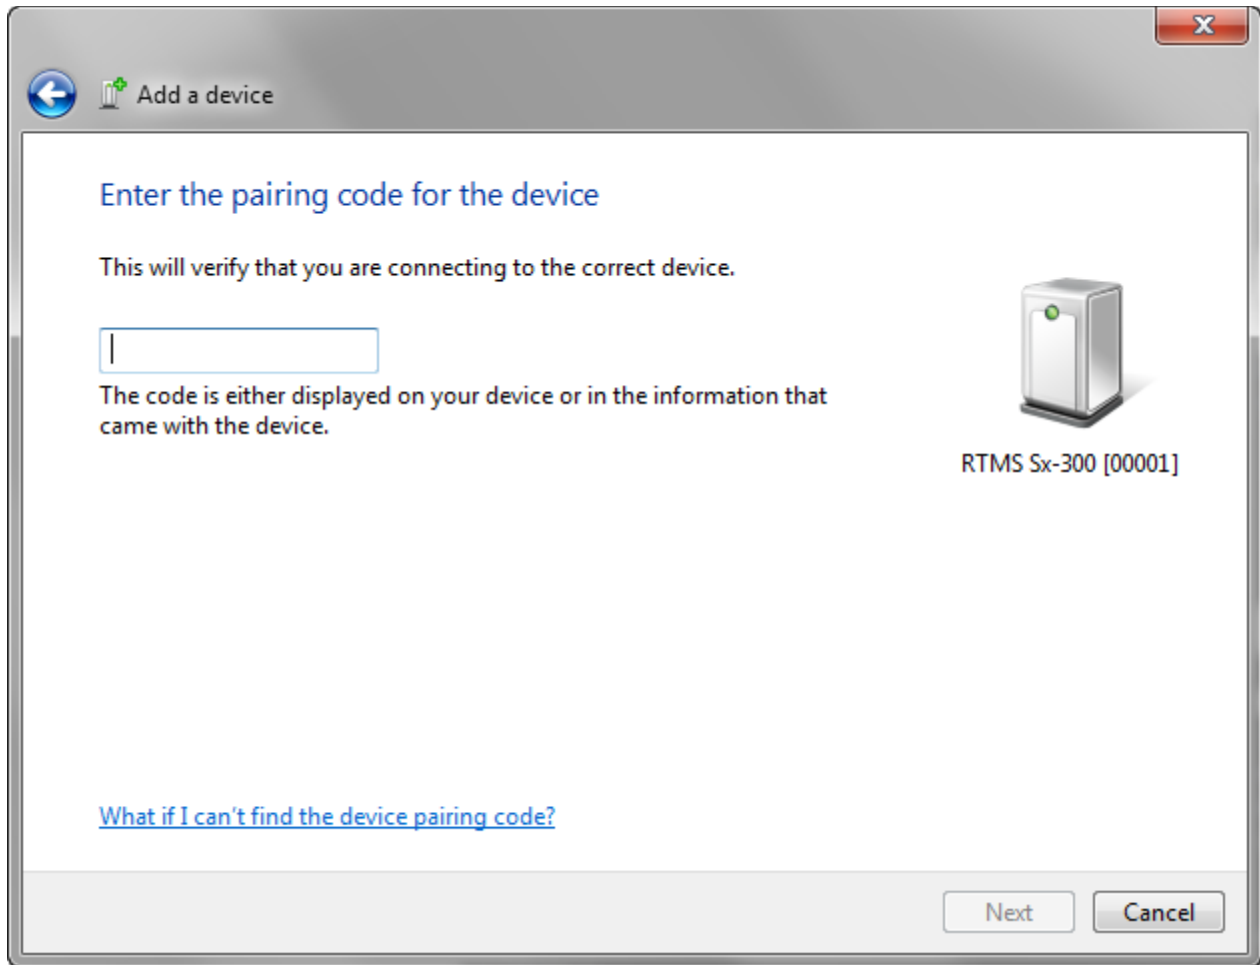 Add a device
Enter the pairing code for the device
This will verify that you are connecting to the correct device.
The code is either displayed on your device or in the information that
came with the device.
RTMS Sx-300 [00001]
What if I can't find the device pairing code?
Next
Cancel